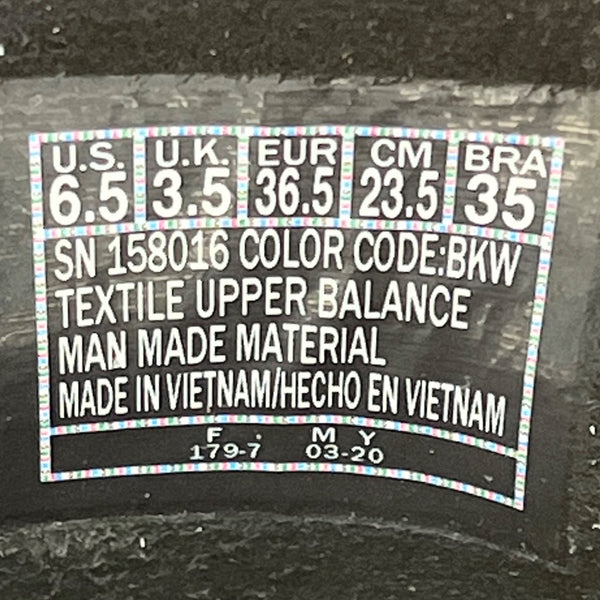 U.S. U.K. EUR CM BRA
6.5 3.5 36.5 23.5 35
SN 158016 COLOR CODE:BKW
TEXTILE UPPER BALANCE
MAN MADE MATERIAL
MADE IN VIETNAM/HECHO EN VIETNAM
F . M Y
179-7 03-20